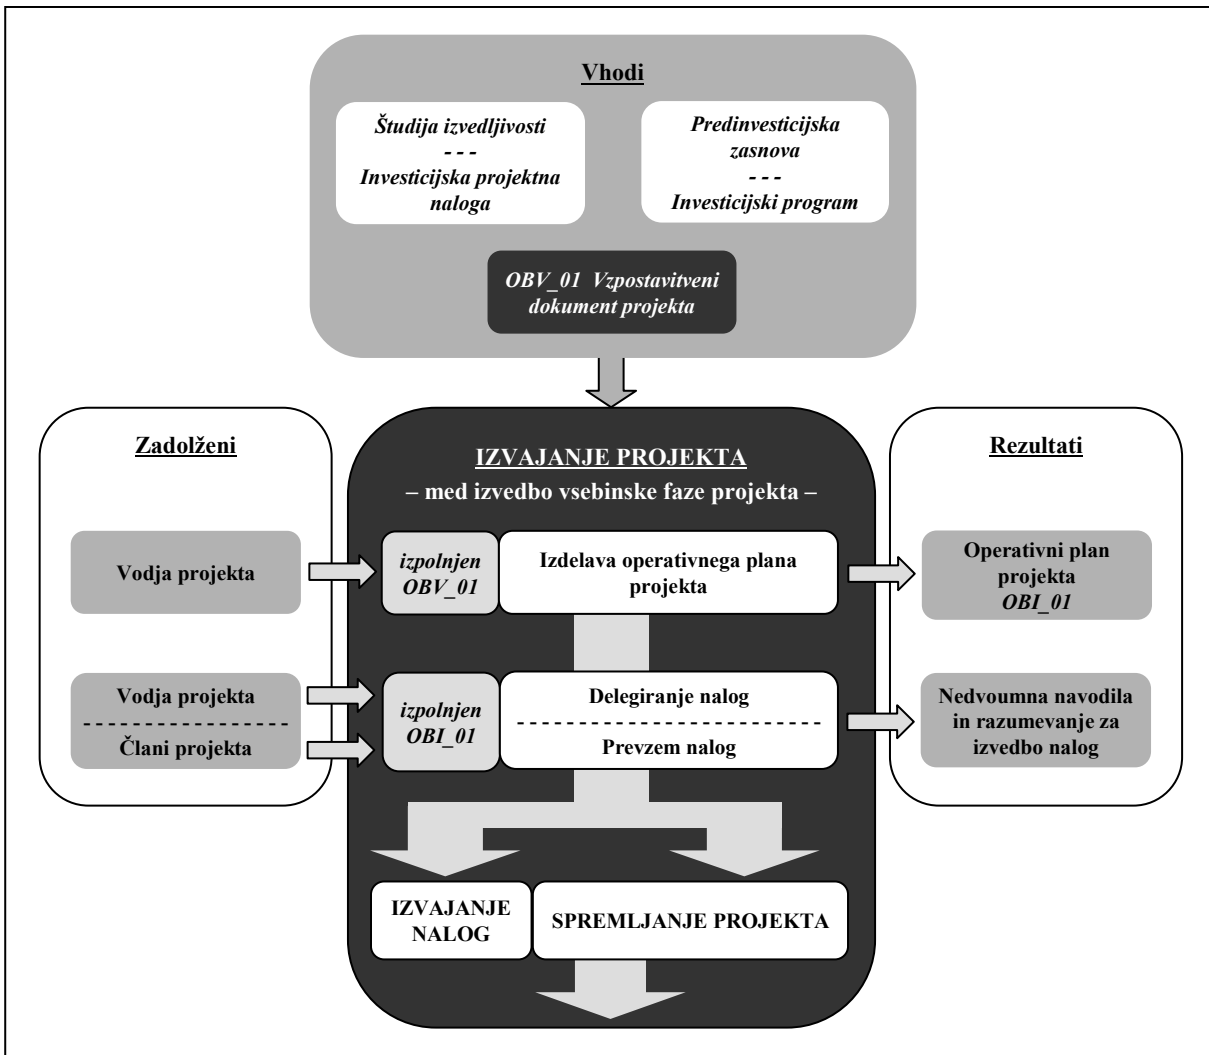 Vhodi
Študija izvedljivosti
- - -
Investicijska projektna
naloga
Predinvesticijska
zasnova
- - -
Investicijski program
OBV_01 Vzpostavitveni
dokument projekta
Zadolženi
Vodja projekta
Vodja projekta
Člani projekta
IZVAJANJE PROJEKTA
– med izvedbo vsebinske faze projekta –
izpolnjen
OBV_01
Izdelava operativnega plana
projekta
izpolnjen
OBI_01
Delegiranje nalog
Prevzem nalog
IZVAJANJE
NALOG
SPREMLJANJE PROJEKTA
Rezultati
Operativni plan
projekta
OBI_01
Nedvoumna navodila
in razumevanje za
izvedbo nalog